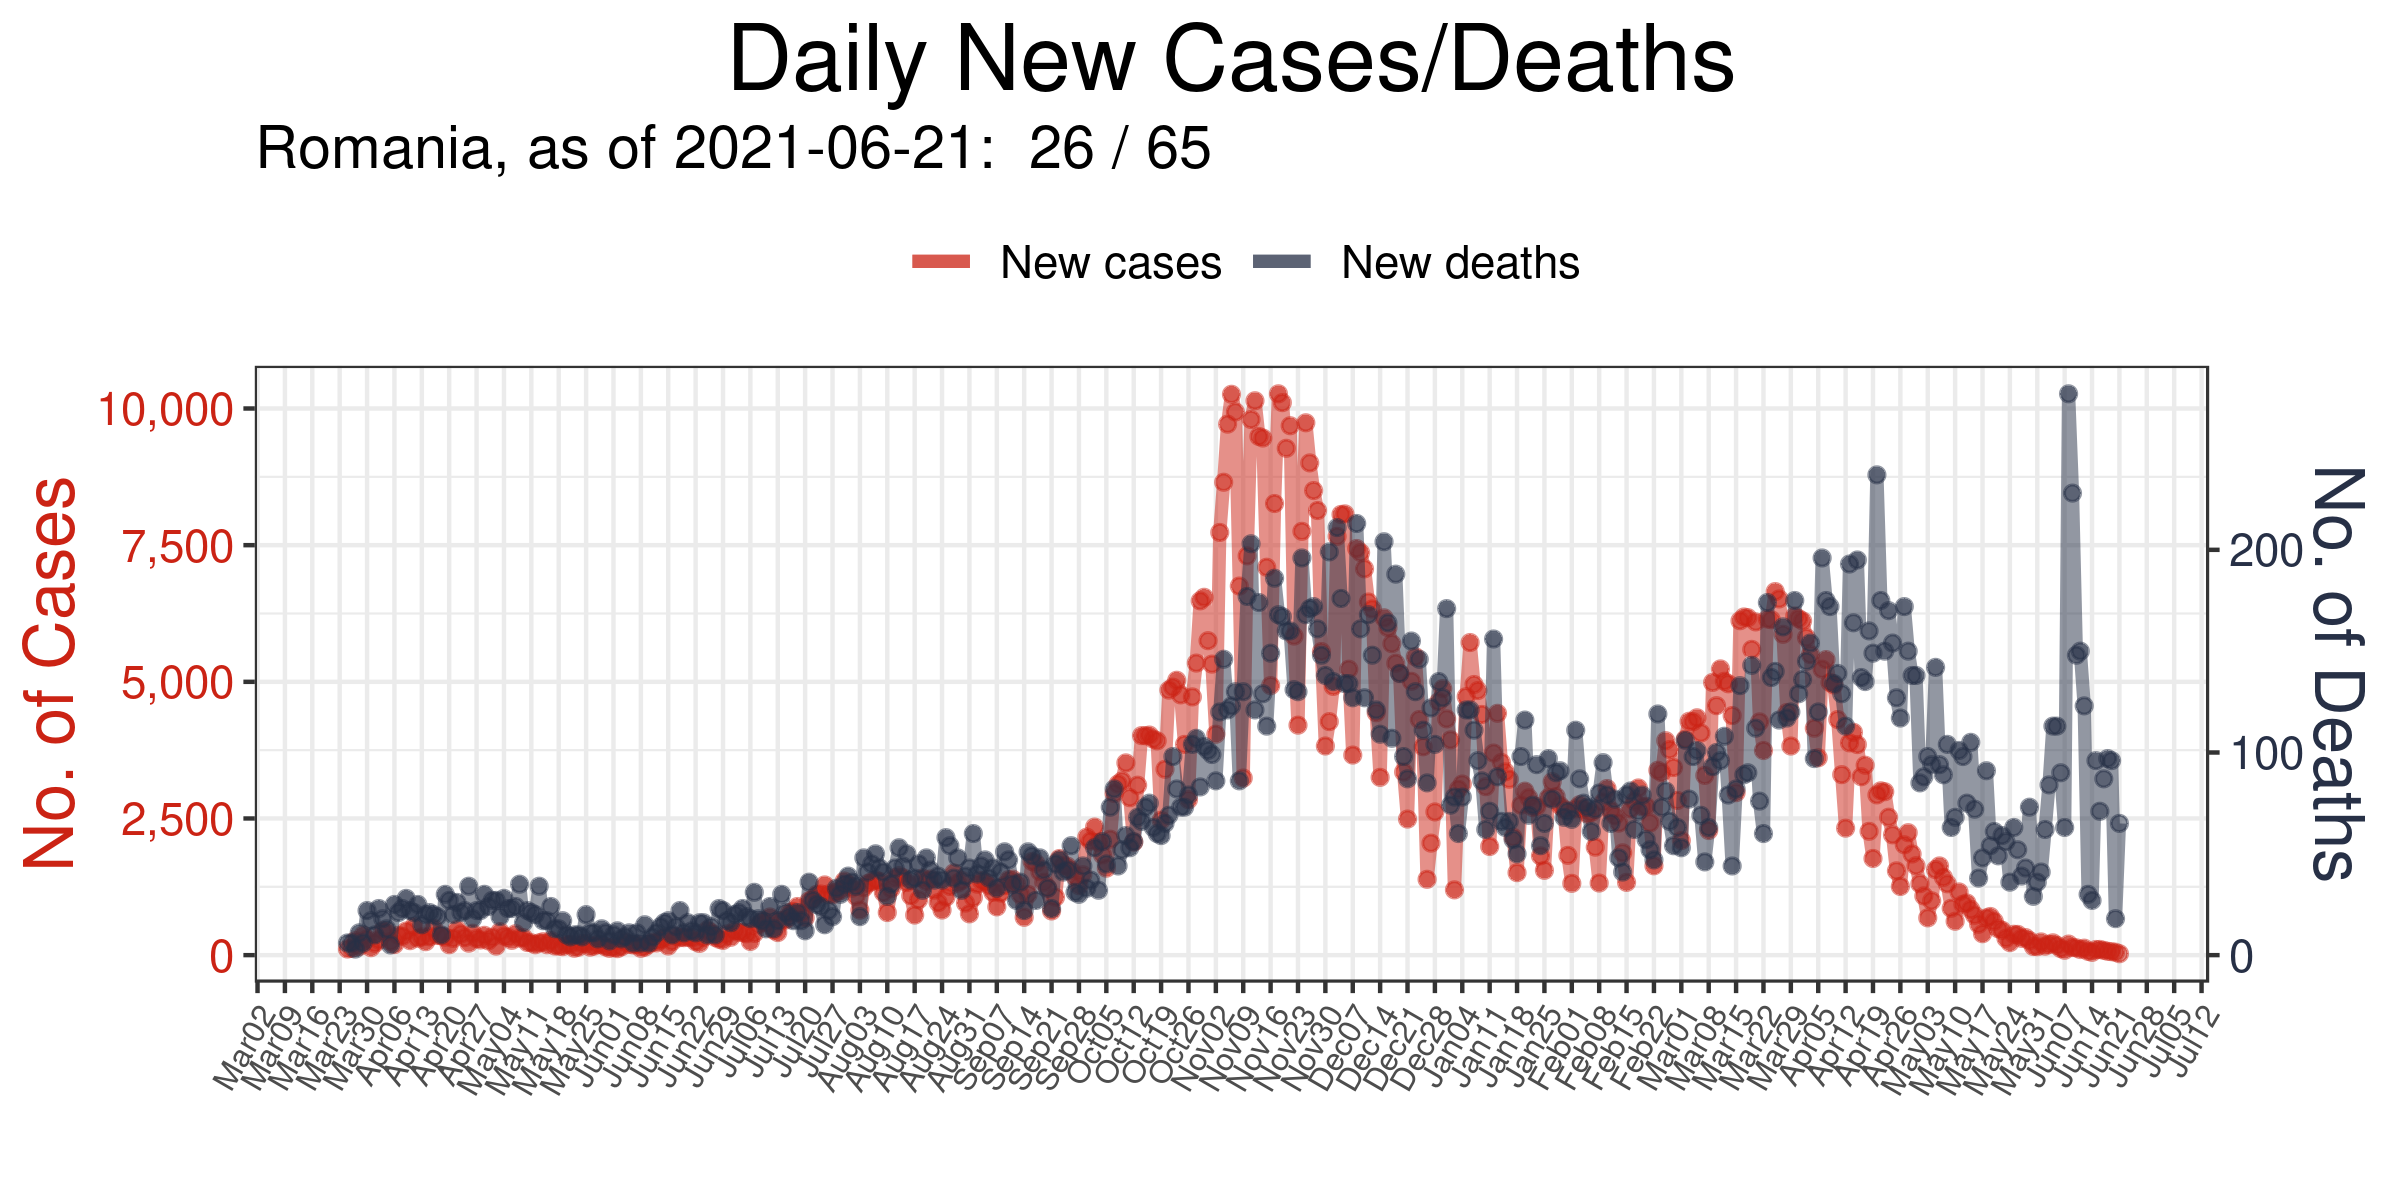 Daily New Cases/Deaths
Romania, as of 2021-06-21: 26 / 65
New cases
New deaths
No. of Cases
10,000
7,500
5,000
2,500
0
No. of Deaths
200
100
0
Mar02
Mar09
Mar16
Mar23
Mar30
Apr06
Apr13
Apr20
Apr27
May04
May11
May18
May25
Jun01
Jun08
Jun15
Jun22
Jun29
Jul06
Jul13
Jul20
Jul27
Aug03
Aug10
Aug17
Aug24
Aug31
Sep07
Sep14
Sep21
Sep28
Oct05
Oct12
Oct19
Oct26
Nov02
Nov09
Nov16
Nov23
Nov30
Dec07
Dec14
Dec21
Dec28
Jan04
Jan11
Jan18
Jan25
Feb01
Feb08
Feb15
Feb22
Mar01
Mar08
Mar15
Mar22
Mar29
Apr05
Apr12
Apr19
Apr26
May03
May10
May17
May24
May31
Jun07
Jun14
Jun21
Jun28
Jul05
Jul12